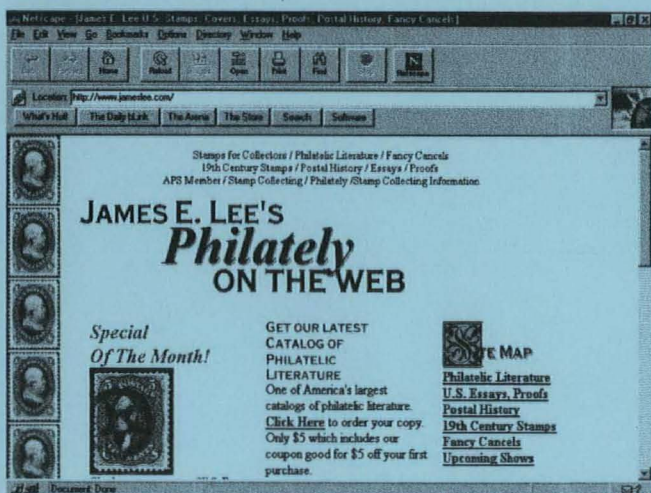 Netscape - [James E. Lee U.S. Stamps, Covers, Essays, Proofs, Postal History, Fancy Cancels]
File Edit View Go Bookmarks Options Directory Window Help
Home Reload Open Print Find Netscape
Location: http://www.jameslee.com/
What's Hot! The Daily bLink The Arena The Store Search Software
Stamps for Collectors / Philatelic Literature / Fancy Cancels
19th Century Stamps / Postal History / Essays / Proofs
APS Member / Stamp Collecting / Philately /Stamp Collecting Information
JAMES E. LEE'S
Philately
ON THE WEB
Special
Of The Month!
GET OUR LATEST
CATALOG OF
PHILATELIC
LITERATURE
One of America's largest
catalogs of philatelic literature.
Click Here to order your copy.
Only $5 which includes our
coupon good for $5 off your first
purchase.
SITE MAP
Philatelic Literature
U.S. Essays, Proofs
Postal History
19th Century Stamps
Fancy Cancels
Upcoming Shows
Document: Done